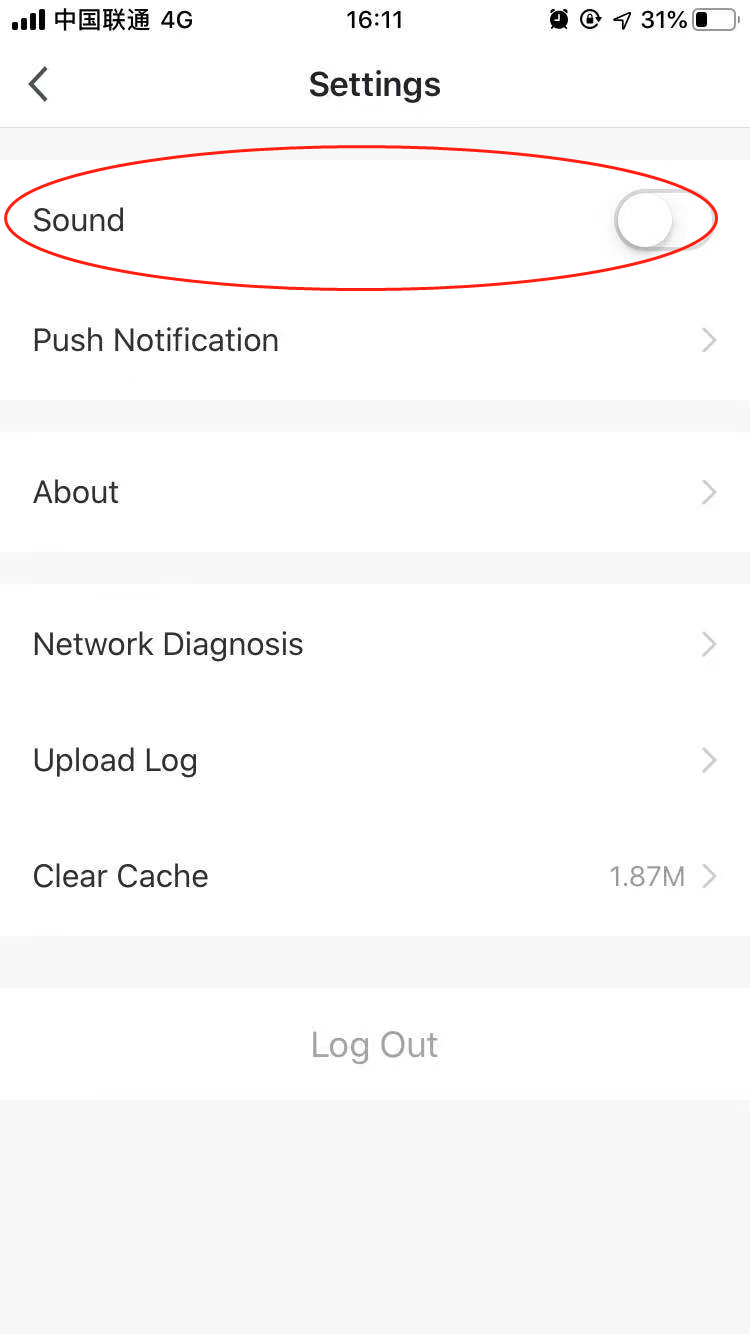 中国联通 4G 16:11 31%
Settings
Sound
Push Notification
About
Network Diagnosis
Upload Log
Clear Cache 1.87M
Log Out